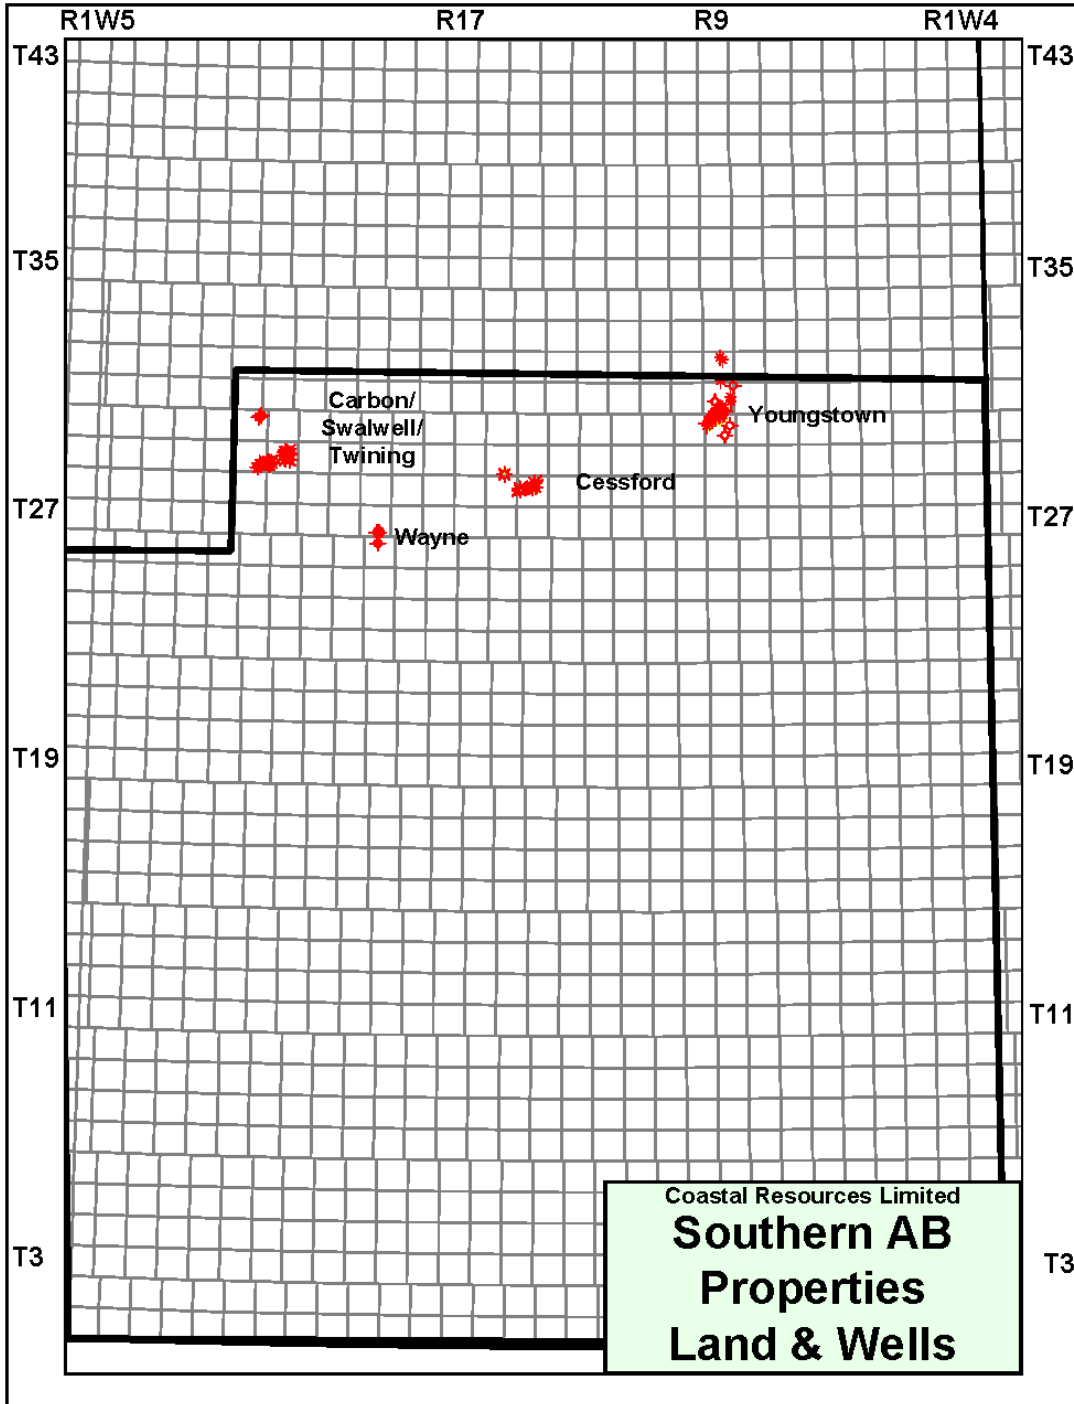 R1W5 R17 R9 R1W4
T43 T43
T35 T35
Carbon/
Swalwell/
Twining
Youngstown
Cessford
T27 T27
Wayne
T19 T19
T11 T11
T3 T3
Coastal Resources Limited
Southern AB
Properties
Land & Wells